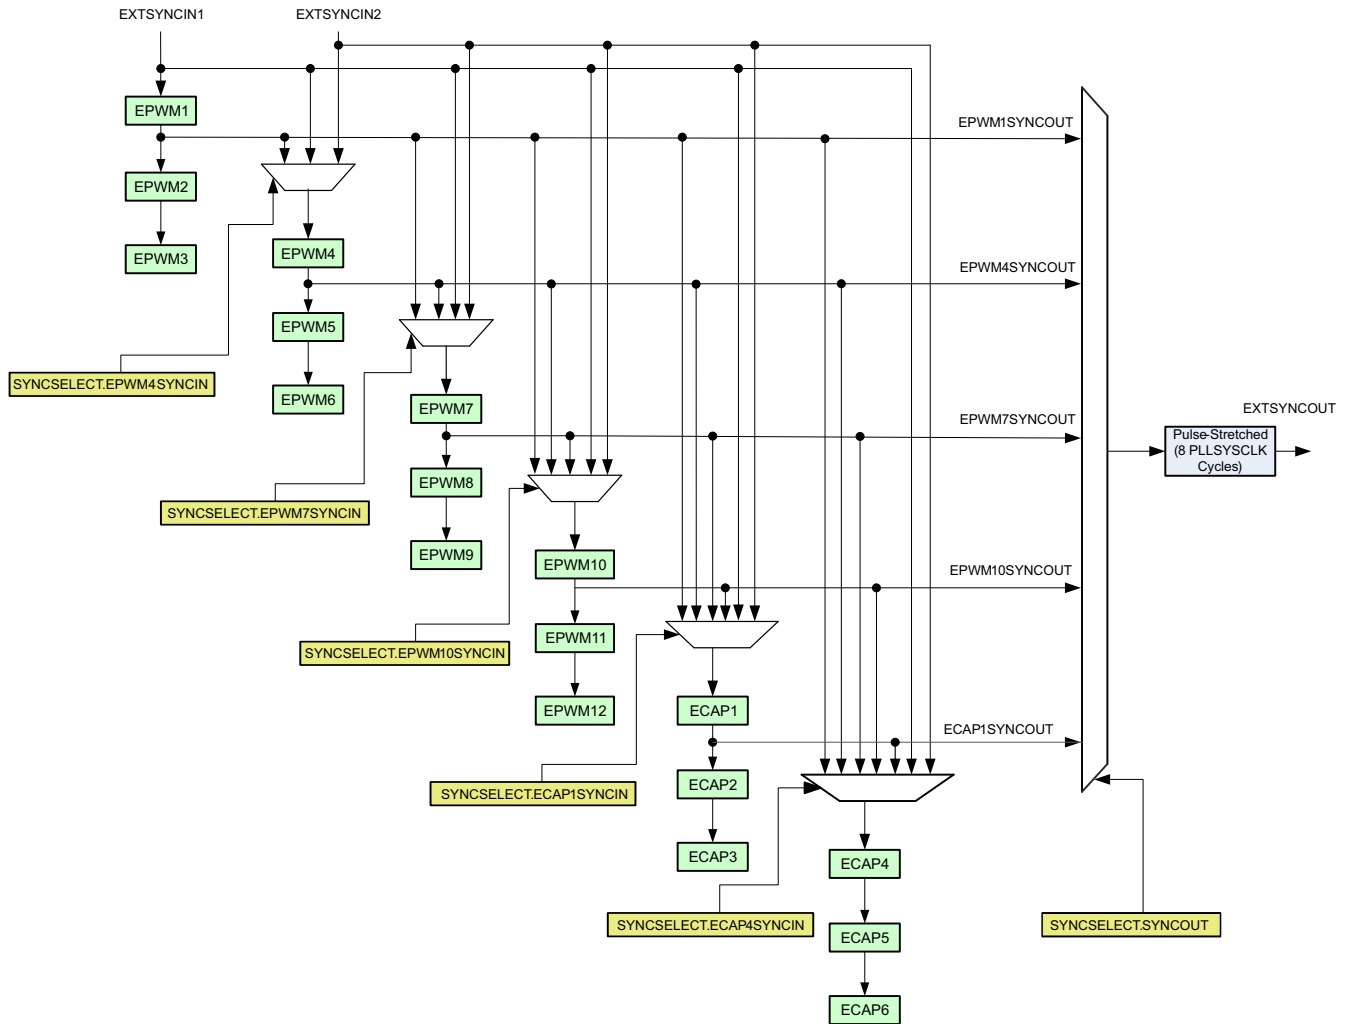 EXTSYNCIN1
EXTSYNCIN2
EPWM1
EPWM1SYNCOUT
EPWM2
EPWM3
EPWM4
EPWM4SYNCOUT
EPWM5
SYNCSELECT.EPWM4SYNCIN
EPWM6
EPWM7
EPWM7SYNCOUT
EXTSYNCOUT
Pulse-Stretched
(8 PLLSYSCLK
Cycles)
EPWM8
SYNCSELECT.EPWM7SYNCIN
EPWM9
EPWM10
EPWM10SYNCOUT
EPWM11
SYNCSELECT.EPWM10SYNCIN
EPWM12
ECAP1
ECAP1SYNCOUT
ECAP2
SYNCSELECT.ECAP1SYNCIN
ECAP3
ECAP4
SYNCSELECT.ECAP4SYNCIN
SYNCSELECT.SYNCOUT
ECAP5
ECAP6